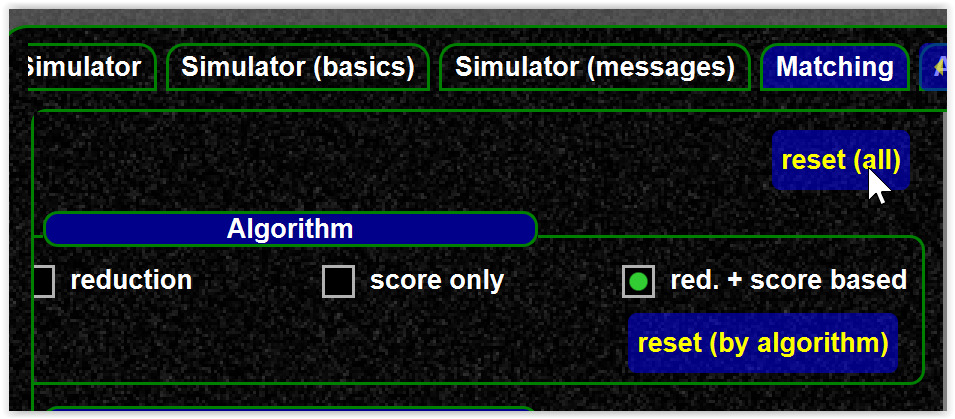 Simulator Simulator (basics) Simulator (messages) Matching
reset (all)
Algorithm
reduction score only red. + score based
reset (by algorithm)